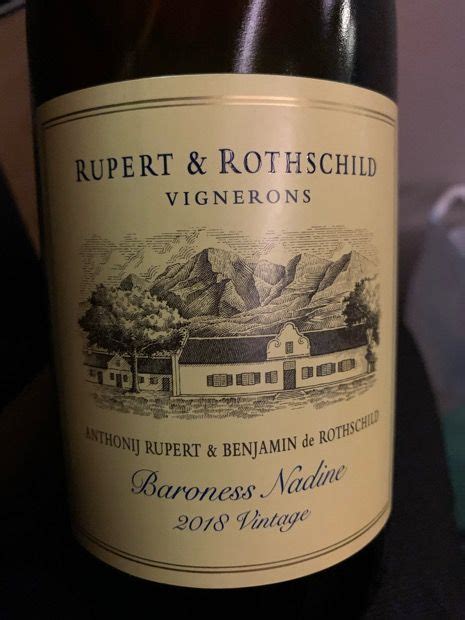 RUPERT & ROTHSCHILD
VIGNERONS
ANTHONIJ RUPERT & BENJAMIN de ROTHSCHILD
Baroness Nadine
2018 Vintage